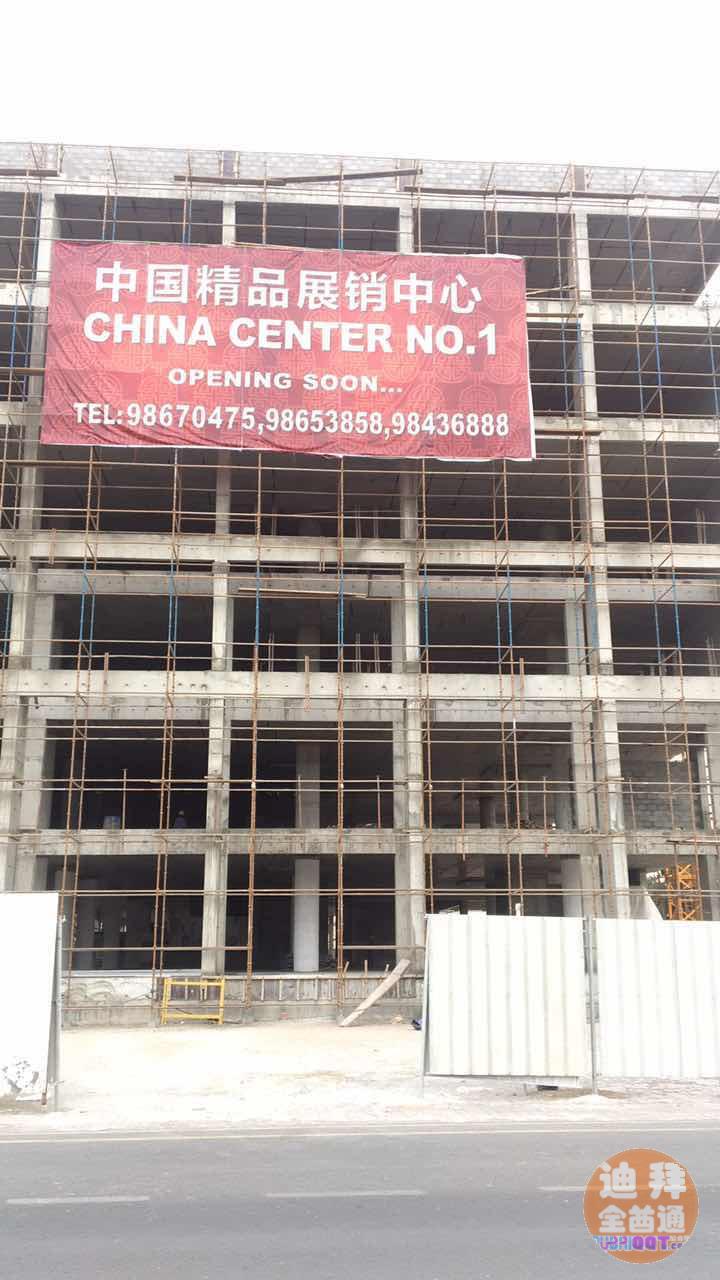 中国精品展销中心
CHINA CENTER NO.1
OPENING SOON...
TEL:98670475,98653858,98436888
迪拜
全酋通